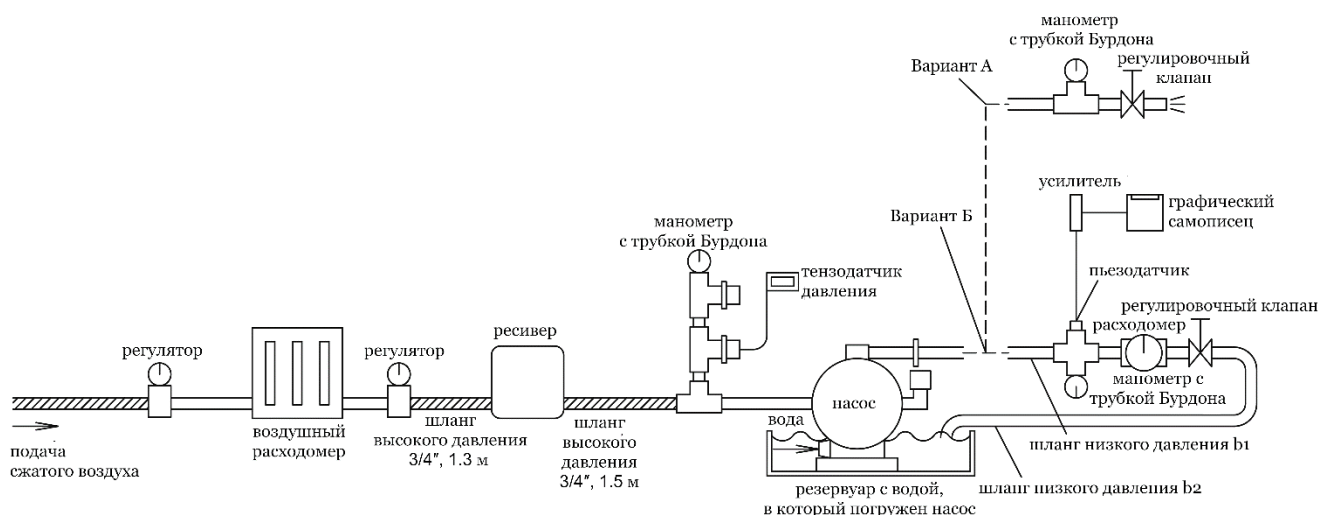 манометр
с трубкой Бурдона
регулировочный
клапан
Вариант А
усилитель
графический
самописец
Вариант Б
манометр
с трубкой Бурдона
тензодатчик
давления
пьезодатчик
регулировочный клапан
расходомер
регулятор
регулятор
ресивер
манометр с
трубкой Бурдона
насос
вода
воздушный
расходомер
шланг
высокого давления
3/4", 1.3 м
шланг
высокого
давления
3/4", 1.5 м
подача
сжатого воздуха
шланг низкого давления b1
резервуар с водой,
в который погружен насос
шланг низкого давления b2